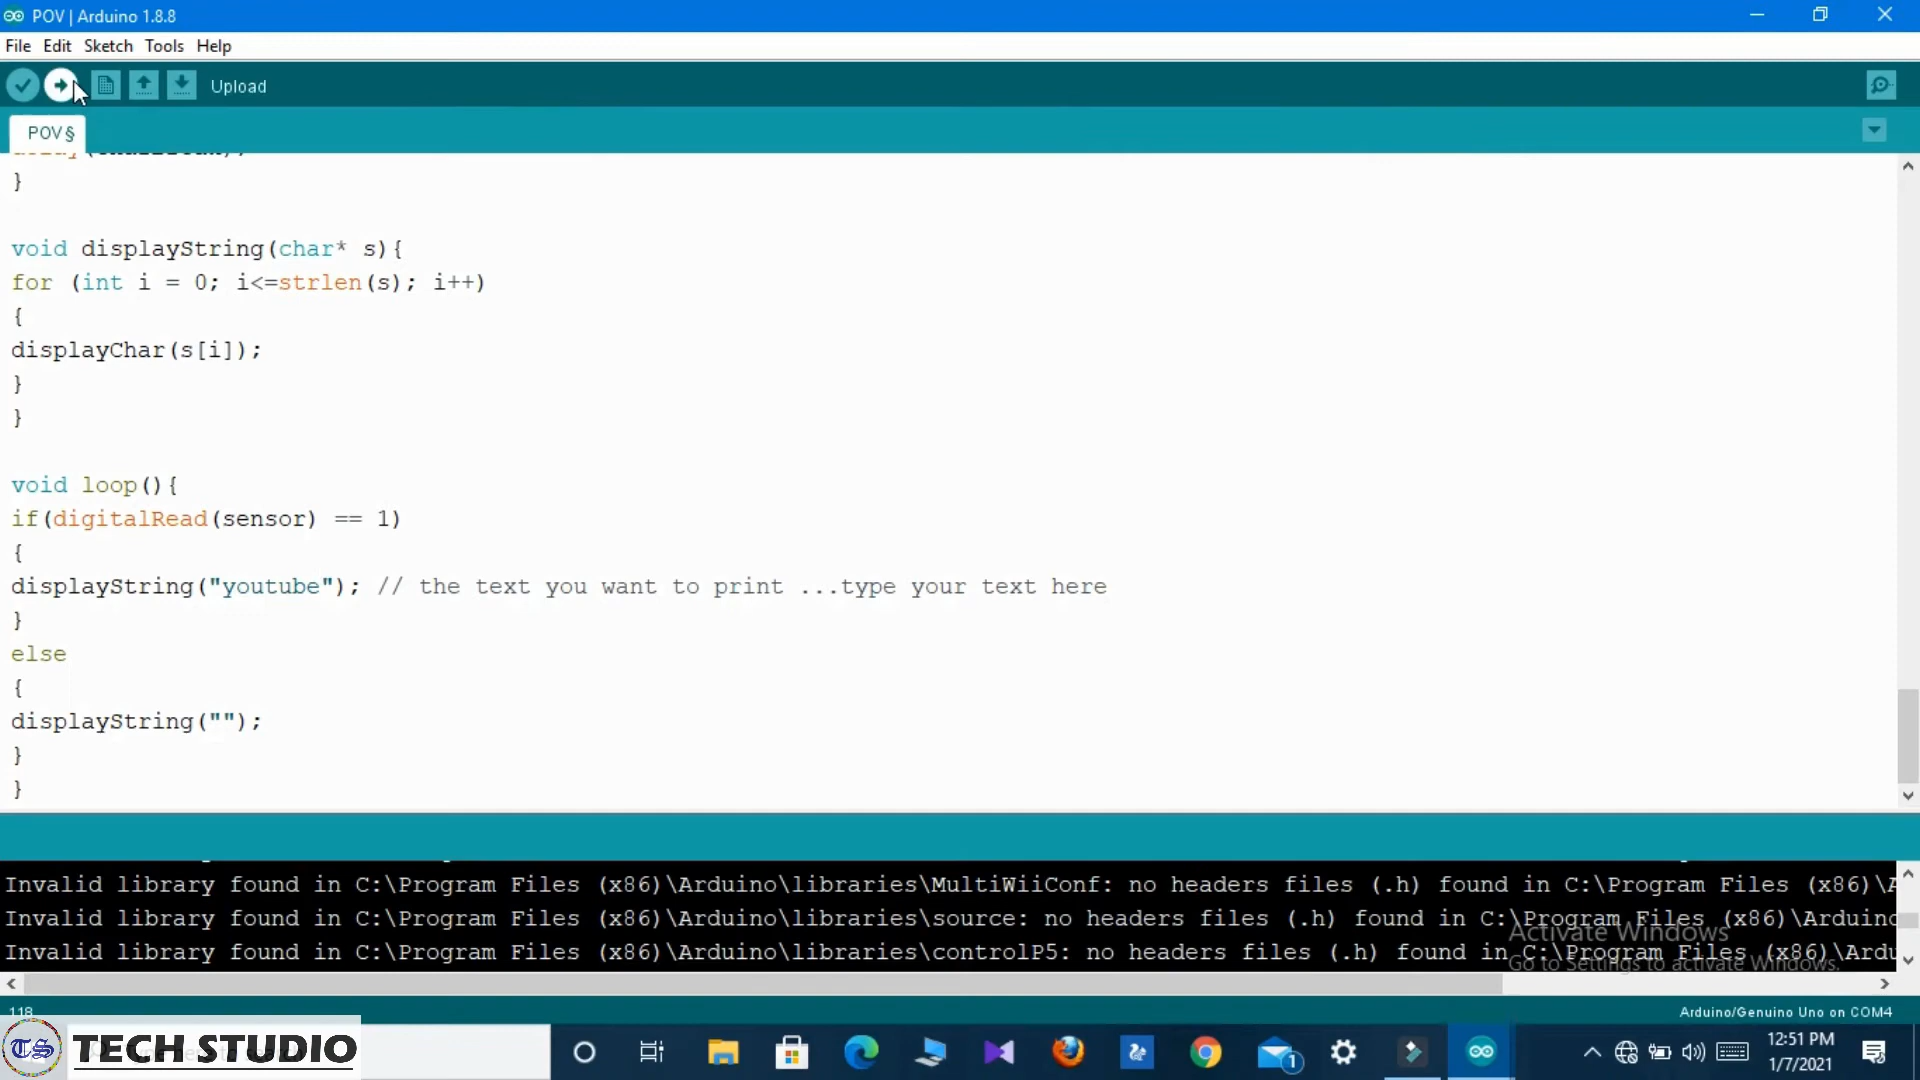 POV | Arduino 1.8.8
File Edit Sketch Tools Help
Upload
POV§
}
void displayString(char* s){
for (int i = 0; i<=strlen(s); i++)
{
displayChar(s[i]);
}
}
void loop(){
if(digitalRead(sensor) == 1)
{
displayString("youtube"); // the text you want to print ...type your text here
}
else
{
displayString("");
}
}
Invalid library found in C:\Program Files (x86)\Arduino\libraries\MultiWiiConf: no headers files (.h) found in C:\Program Files (x86)\A
Invalid library found in C:\Program Files (x86)\Arduino\libraries\source: no headers files (.h) found in C:\Program Files (x86)\Arduino
Invalid library found in C:\Program Files (x86)\Arduino\libraries\controlP5: no headers files (.h) found in C:\Program Files (x86)\Ardu
Activate Windows
Go to Settings to activate Windows.
118
Arduino/Genuino Uno on COM4
TS TECH STUDIO
1
12:51 PM
1/7/2021